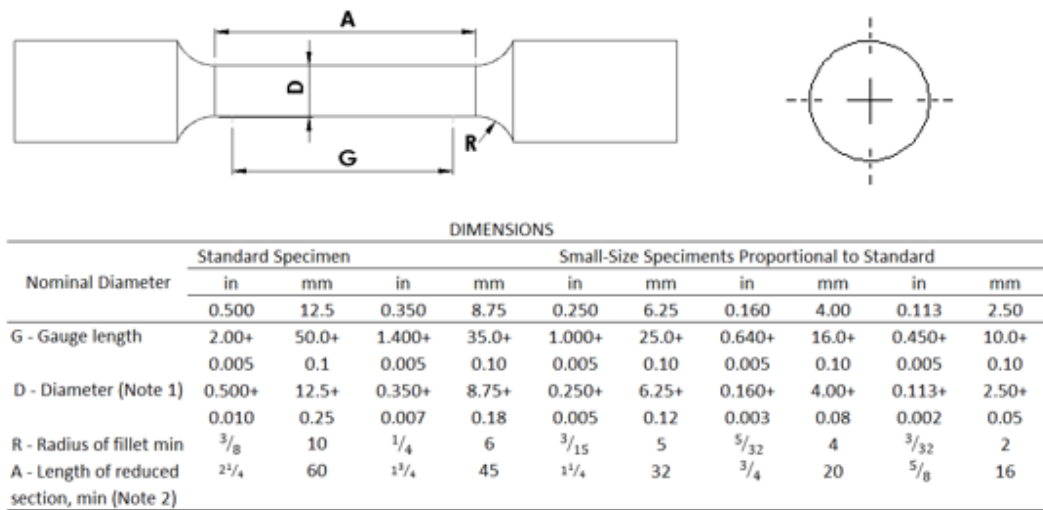 A
D
R
G
DIMENSIONS
Standard Specimen Small-Size Speciments Proportional to Standard
Nominal Diameter in mm in mm in mm in mm in mm
0.500 12.5 0.350 8.75 0.250 6.25 0.160 4.00 0.113 2.50
G - Gauge length 2.00+ 50.0+ 1.400+ 35.0+ 1.000+ 25.0+ 0.640+ 16.0+ 0.450+ 10.0+
0.005 0.1 0.005 0.10 0.005 0.10 0.005 0.10 0.005 0.10
D - Diameter (Note 1) 0.500+ 12.5+ 0.350+ 8.75+ 0.250+ 6.25+ 0.160+ 4.00+ 0.113+ 2.50+
0.010 0.25 0.007 0.18 0.005 0.12 0.003 0.08 0.002 0.05
R - Radius of fillet min 3/8 10 1/4 6 3/15 5 5/32 4 3/32 2
A - Length of reduced 2 1/4 60 1 3/4 45 1 1/4 32 3/4 20 5/8 16
section, min (Note 2)